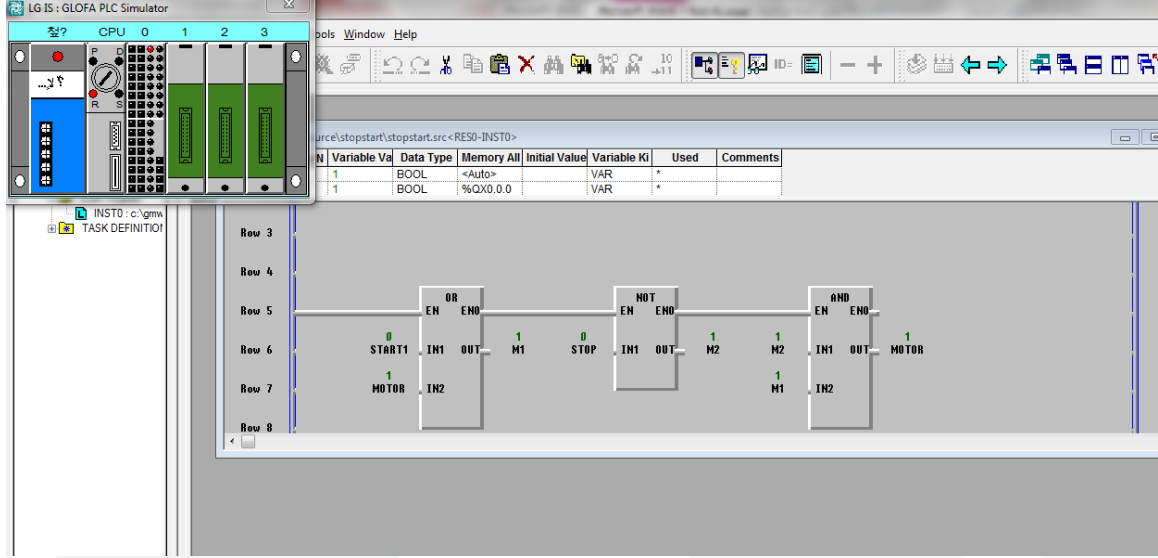 LG IS : GLOFA PLC Simulator
CPU 0 1 2 3
P D
R S
ools Window Help
ID=
urce\stopstart\stopstart.src<RES0-INST0>
N Variable Va Data Type Memory All Initial Value Variable Ki Used Comments
1 BOOL <Auto> VAR *
1 BOOL %QX0.0.0 VAR *
INST0 : c:\gmw
TASK DEFINITIO
Row 3
Row 4
OR NOT AND
Row 5 EN ENO EN ENO EN ENO
0 1 0 1 1 1
Row 6 START1 IN1 OUT M1 STOP IN1 OUT M2 M2 IN1 OUT MOTOR
1 1
Row 7 MOTOR IN2 M1 IN2
Row 8